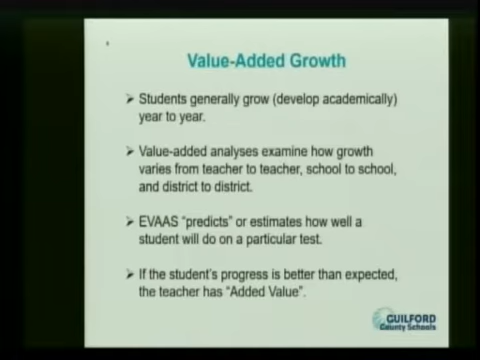 Value-Added Growth
➢ Students generally grow (develop academically)
year to year.
➢ Value-added analyses examine how growth
varies from teacher to teacher, school to school,
and district to district.
➢ EVAAS “predicts” or estimates how well a
student will do on a particular test.
➢ If the student’s progress is better than expected,
the teacher has “Added Value”.
GUILFORD
County Schools